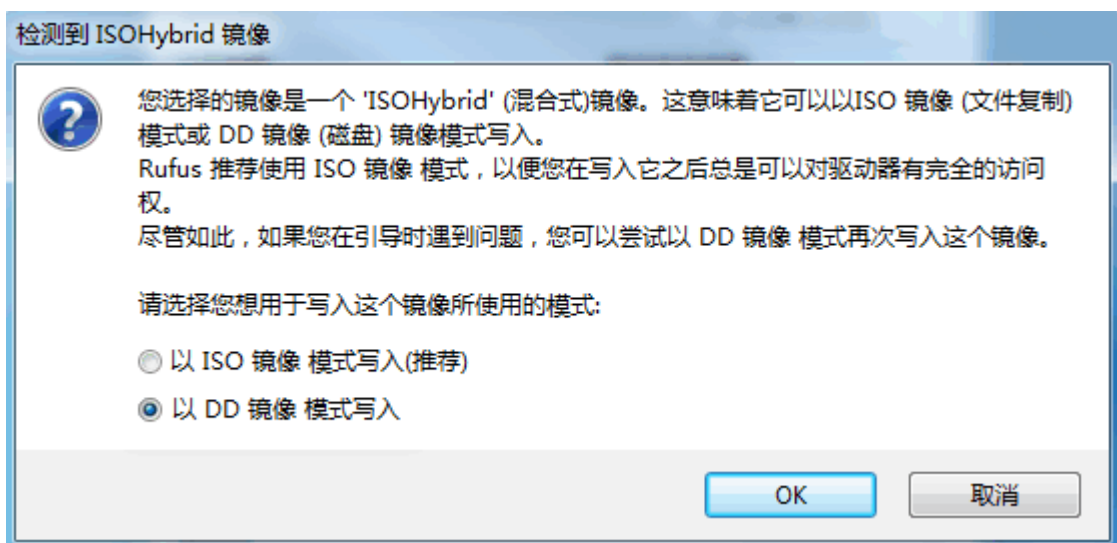 检测到 ISOHybrid 镜像
您选择的镜像是一个 'ISOHybrid' (混合式)镜像。这意味着它可以以ISO 镜像 (文件复制)
模式或 DD 镜像 (磁盘) 镜像模式写入。
Rufus 推荐使用 ISO 镜像 模式，以便您在写入它之后总是可以对驱动器有完全的访问
权。
尽管如此，如果您在引导时遇到问题，您可以尝试以 DD 镜像 模式再次写入这个镜像。
请选择您想用于写入这个镜像所使用的模式:
以 ISO 镜像 模式写入(推荐)
以 DD 镜像 模式写入
OK
取消